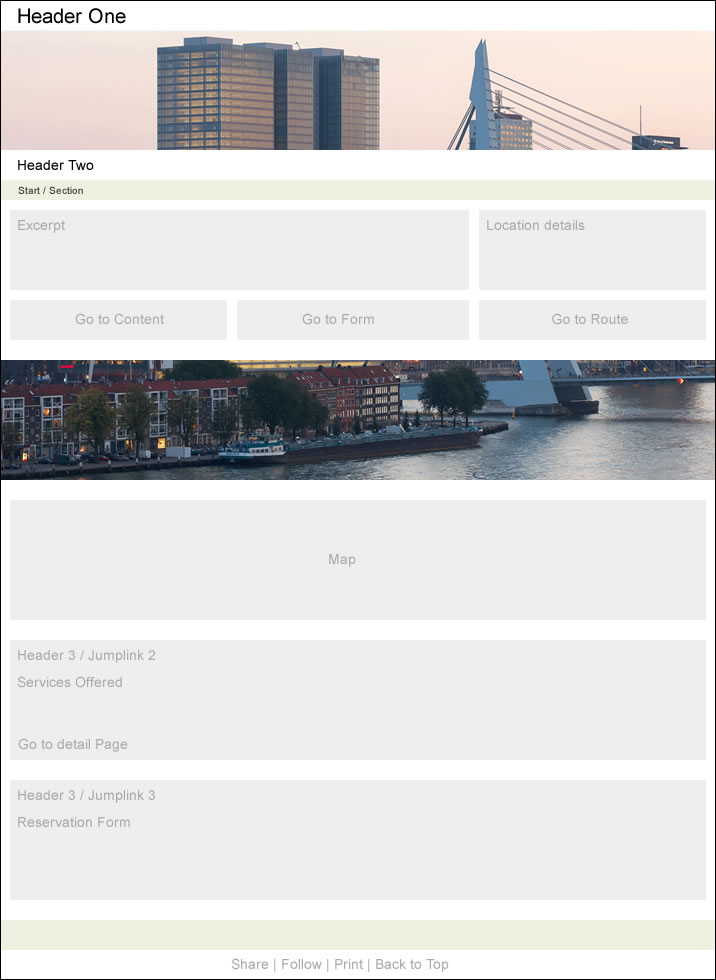 Header One
Header Two
Start / Section
Excerpt
Location details
Go to Content
Go to Form
Go to Route
Map
Header 3 / Jumplink 2
Services Offered
Go to detail Page
Header 3 / Jumplink 3
Reservation Form
Share | Follow | Print | Back to Top